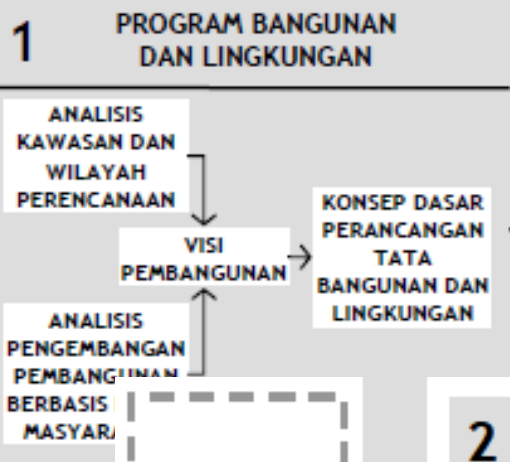 1
PROGRAM BANGUNAN
DAN LINGKUNGAN
ANALISIS
KAWASAN DAN
WILAYAH
PERENCANAAN
VISI
PEMBANGUNAN
KONSEP DASAR
PERANCANGAN
TATA
BANGUNAN DAN
LINGKUNGAN
ANALISIS
PENGEMBANGAN
PEMBANGUNAN
BERBASIS
2